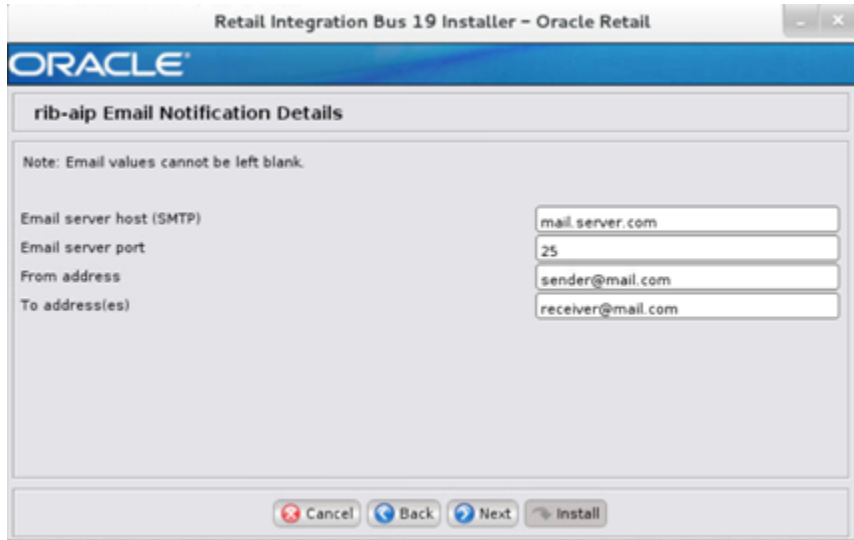 Retail Integration Bus 19 Installer – Oracle Retail
ORACLE
rib-aip Email Notification Details
Note: Email values cannot be left blank.
Email server host (SMTP) mail.server.com
Email server port 25
From address sender@mail.com
To address(es) receiver@mail.com
Cancel Back Next Install